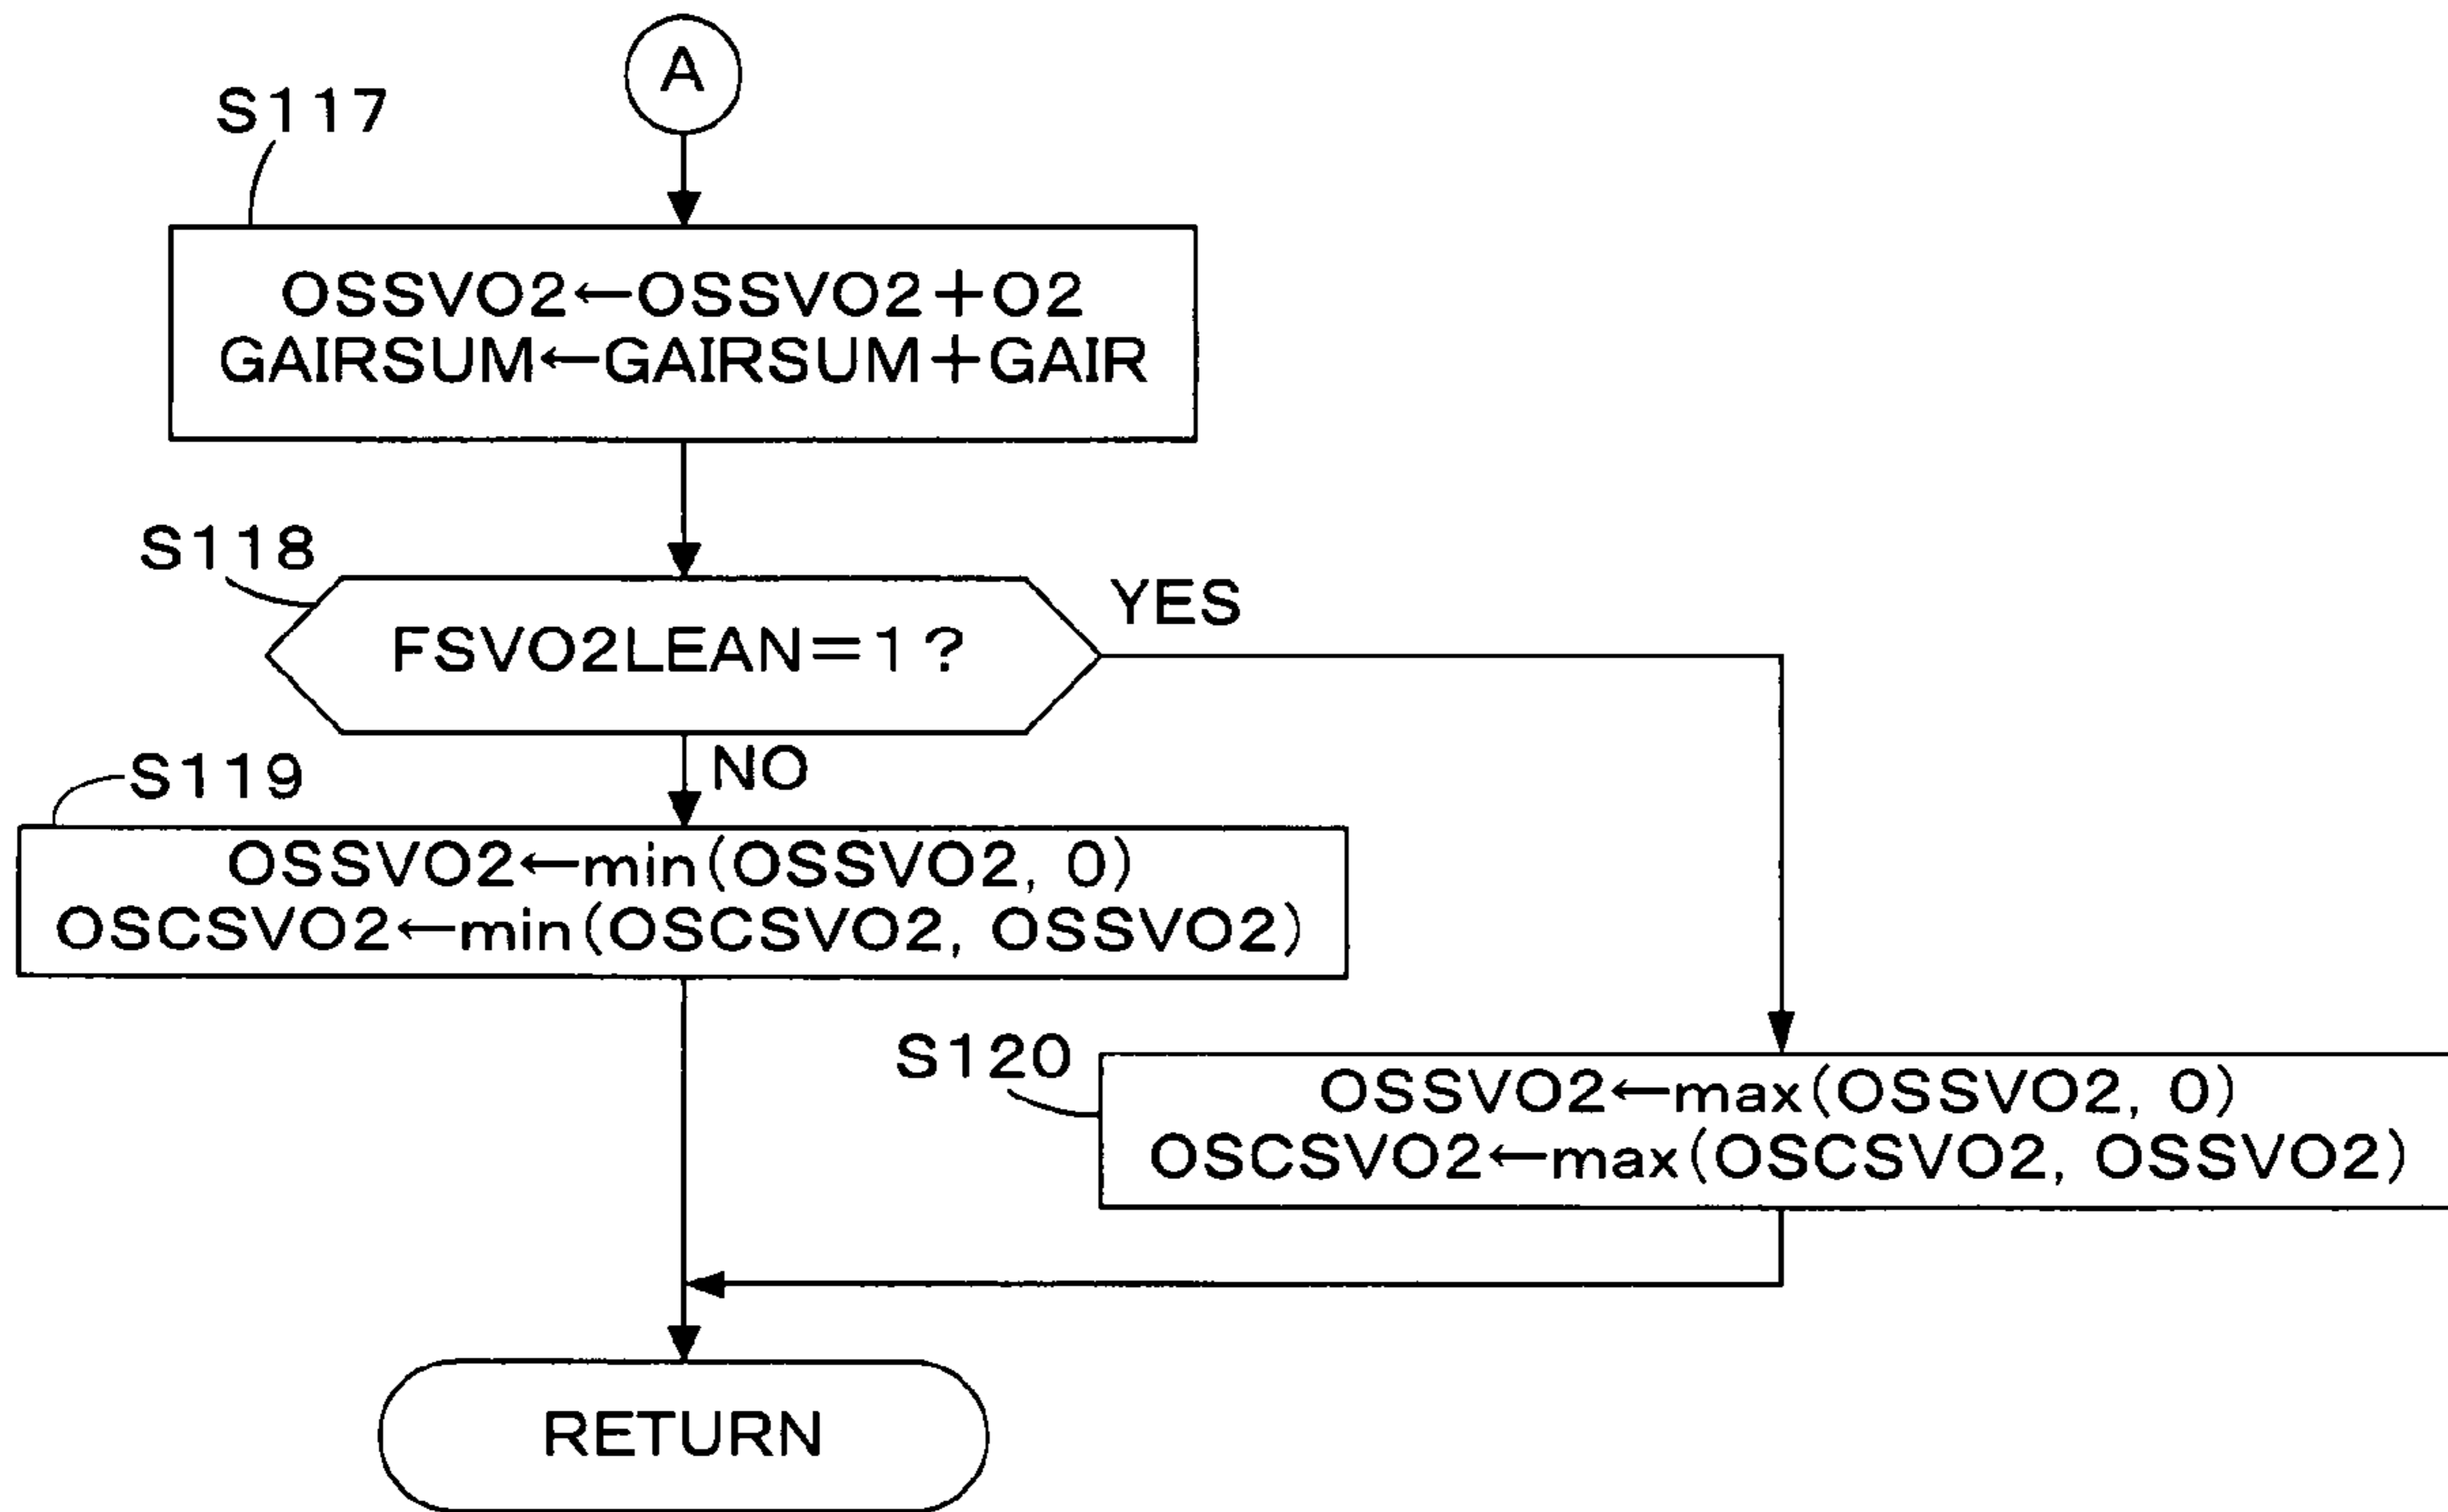 A
S117
OSSVO2←OSSVO2+O2
GAIRSUM←GAIRSUM+GAIR
S118
FSVO2LEAN=1?
YES
NO
S119
OSSVO2←min(OSSVO2, 0)
OSCSVO2←min(OSCSVO2, OSSVO2)
S120
OSSVO2←max(OSSVO2, 0)
OSCSVO2←max(OSCSVO2, OSSVO2)
RETURN